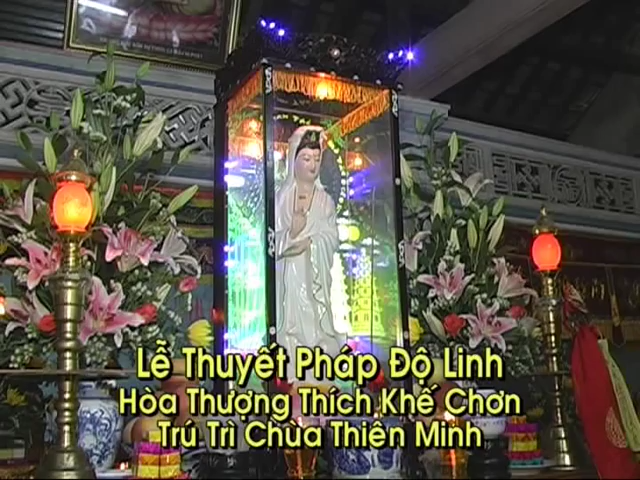 Lễ Thuyết Pháp Độ Linh
Hòa Thượng Thích Khế Chơn
Trú Trì Chùa Thiên Minh